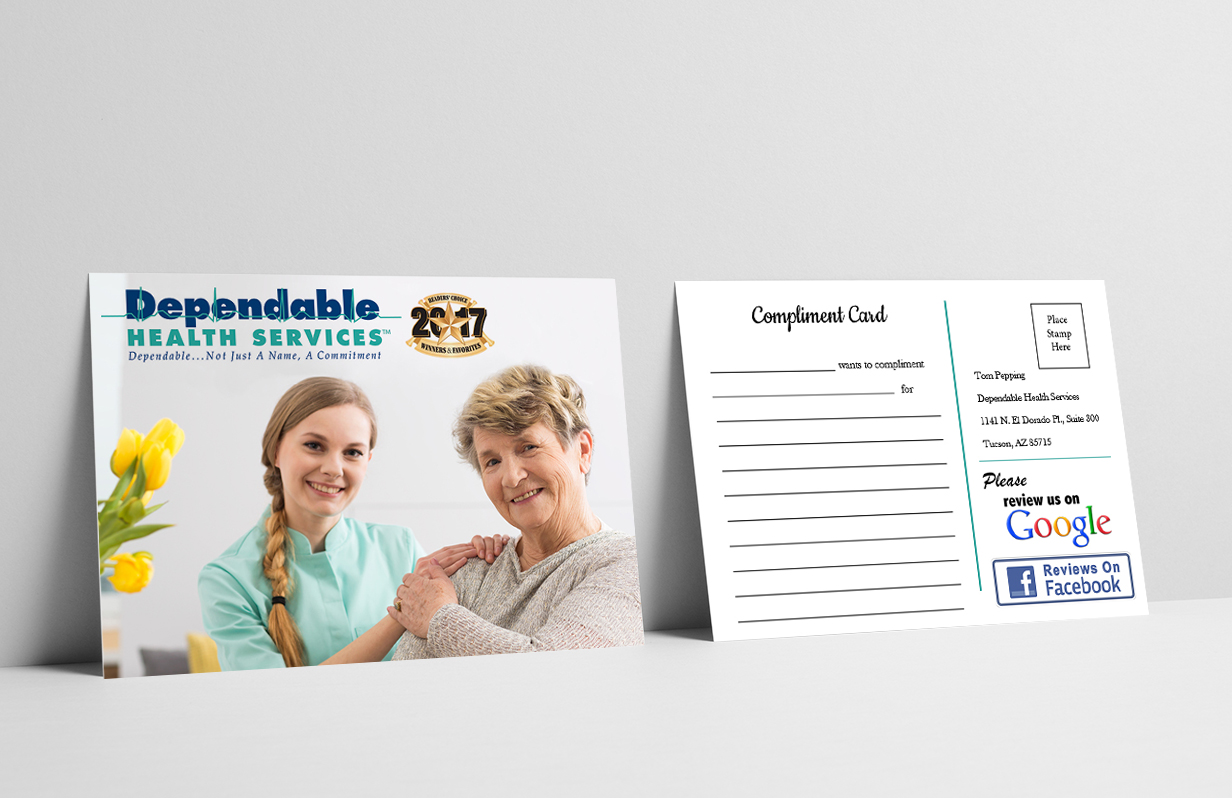 Dependable
HEALTH SERVICES™
Dependable...Not Just A Name, A Commitment
READERS' CHOICE
2017
WINNERS & FAVORITES
Compliment Card
wants to compliment
for
Place
Stamp
Here
Tom Pepping
Dependable Health Services
1141 N. El Dorado Pl., Suite 300
Tucson, AZ 85715
Please
review us on
Google
f
Reviews On
Facebook